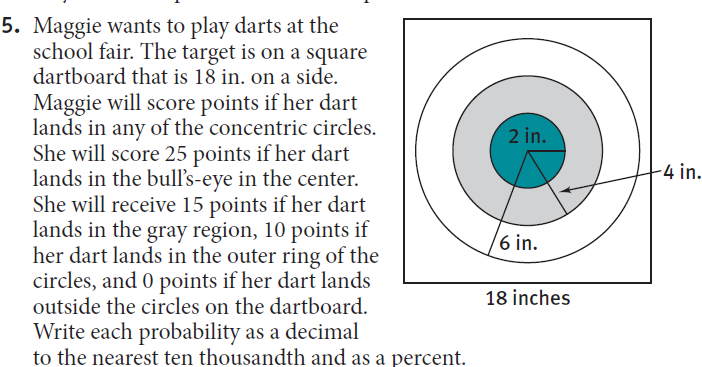 5. Maggie wants to play darts at the
school fair. The target is on a square
dartboard that is 18 in. on a side.
Maggie will score points if her dart
lands in any of the concentric circles.
She will score 25 points if her dart
lands in the bull's-eye in the center.
She will receive 15 points if her dart
lands in the gray region, 10 points if
her dart lands in the outer ring of the
circles, and 0 points if her dart lands
outside the circles on the dartboard.
Write each probability as a decimal
to the nearest ten thousandth and as a percent.
2 in.
4 in.
6 in.
18 inches